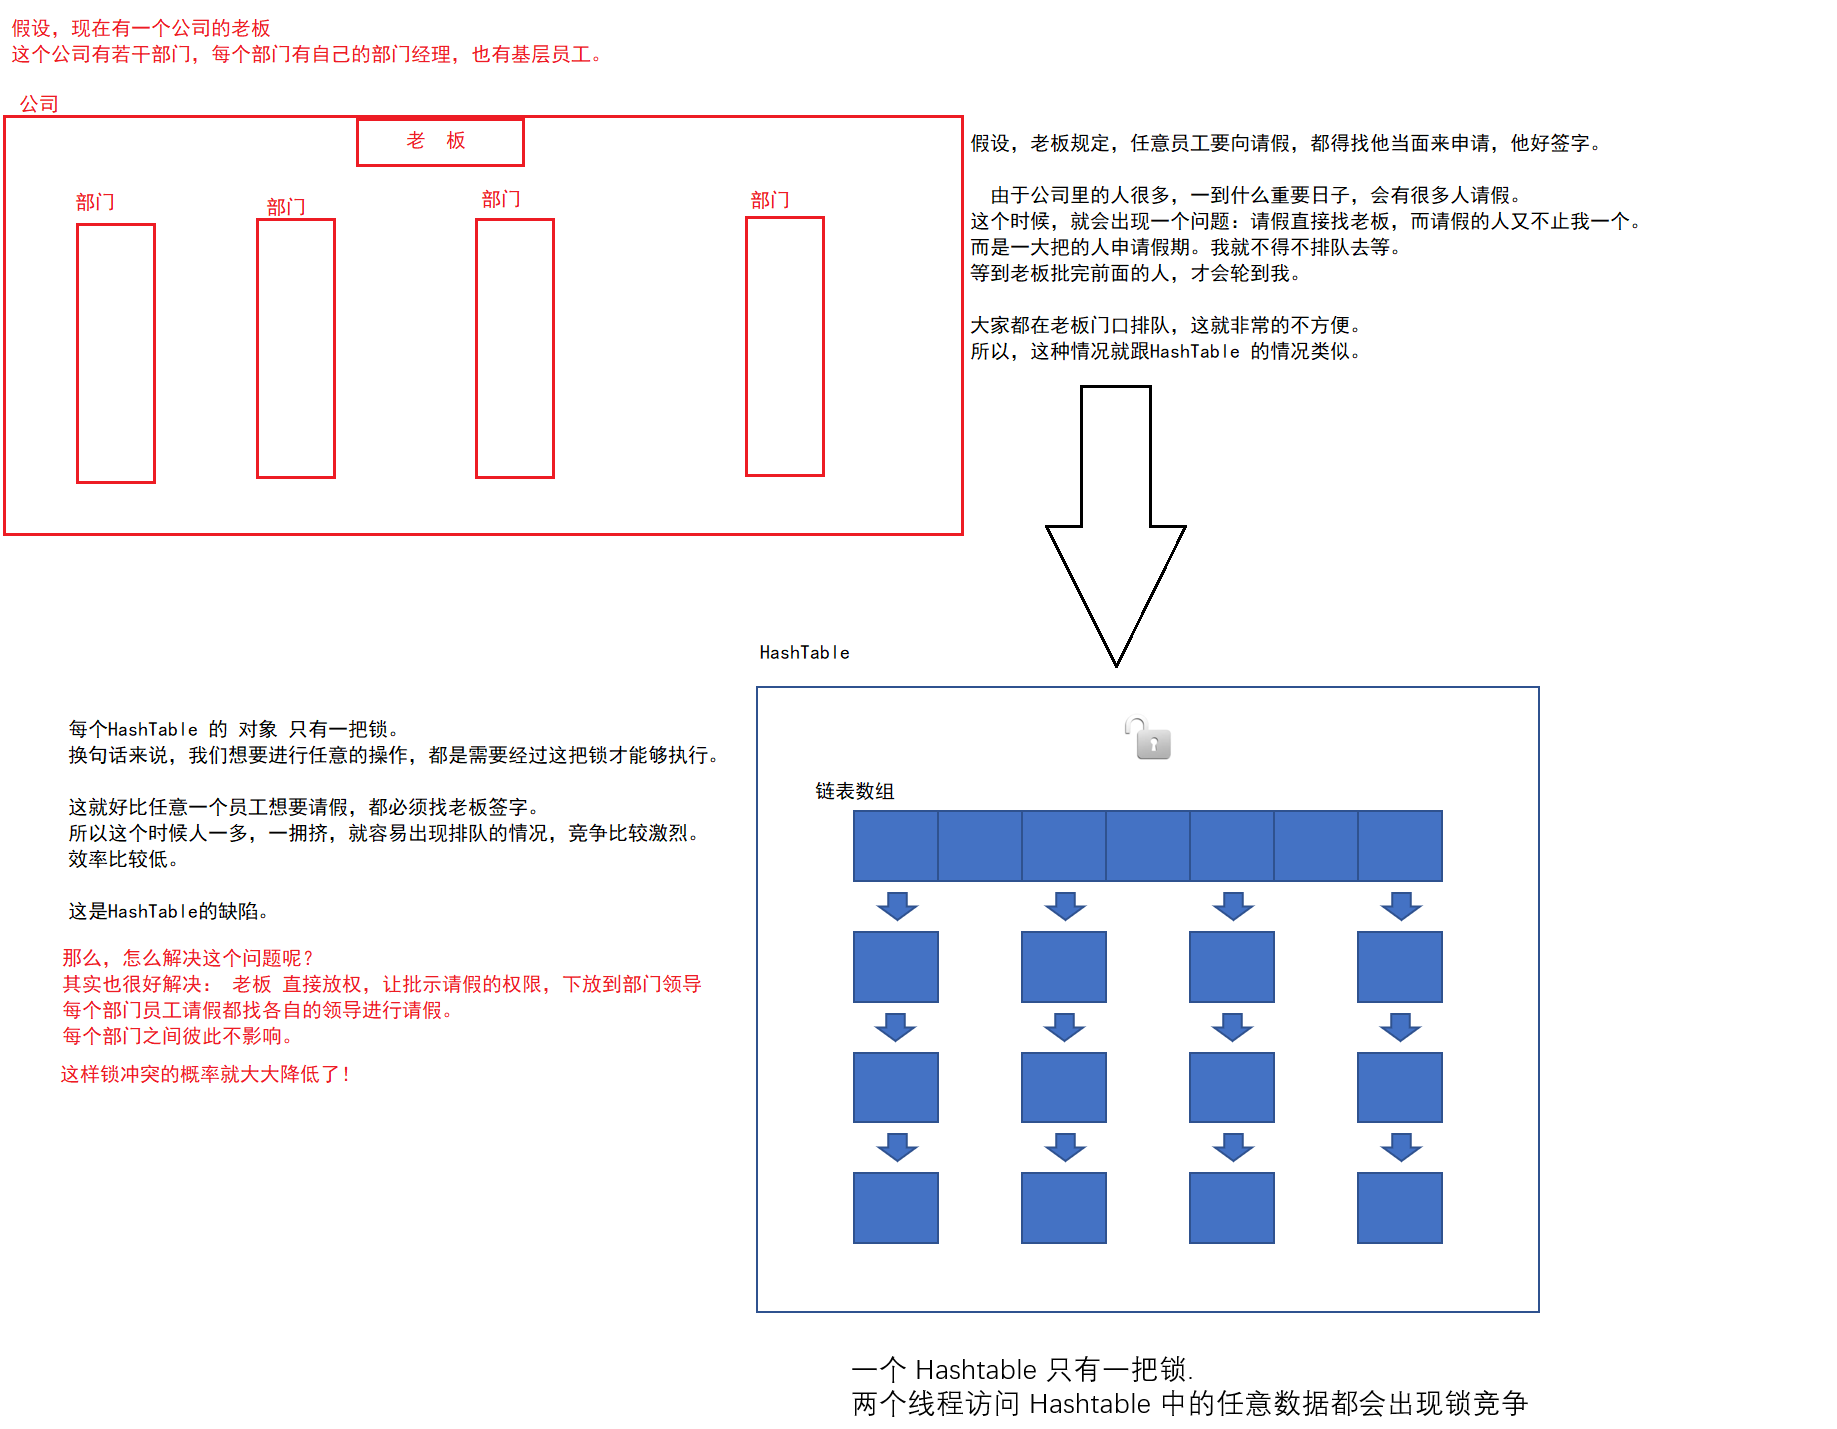 假设，现在有一个公司的老板
这个公司有若干部门，每个部门有自己的部门经理，也有基层员工。
公司
老 板
部门
部门
部门
部门
假设，老板规定，任意员工要向请假，都得找他当面来申请，他好签字。
由于公司里的人很多，一到什么重要日子，会有很多人请假。
这个时候，就会出现一个问题：请假直接找老板，而请假的人又不止我一个。
而是一大把的人申请假期。我就不得不排队去等。
等到老板批完前面的人，才会轮到我。
大家都在老板门口排队，这就非常的不方便。
所以，这种情况就跟HashTable 的情况类似。
HashTable
每个HashTable 的 对象 只有一把锁。
换句话来说，我们想要进行任意的操作，都是需要经过这把锁才能够执行。
这就好比任意一个员工想要请假，都必须找老板签字。
所以这个时候人一多，一拥挤，就容易出现排队的情况，竞争比较激烈。
效率比较低。
这是HashTable的缺陷。
那么，怎么解决这个问题呢？
其实也很好解决： 老板 直接放权，让批示请假的权限，下放到部门领导
每个部门员工请假都找各自的领导进行请假。
每个部门之间彼此不影响。
这样锁冲突的概率就大大降低了！
链表数组
一个 Hashtable 只有一把锁.
两个线程访问 Hashtable 中的任意数据都会出现锁竞争